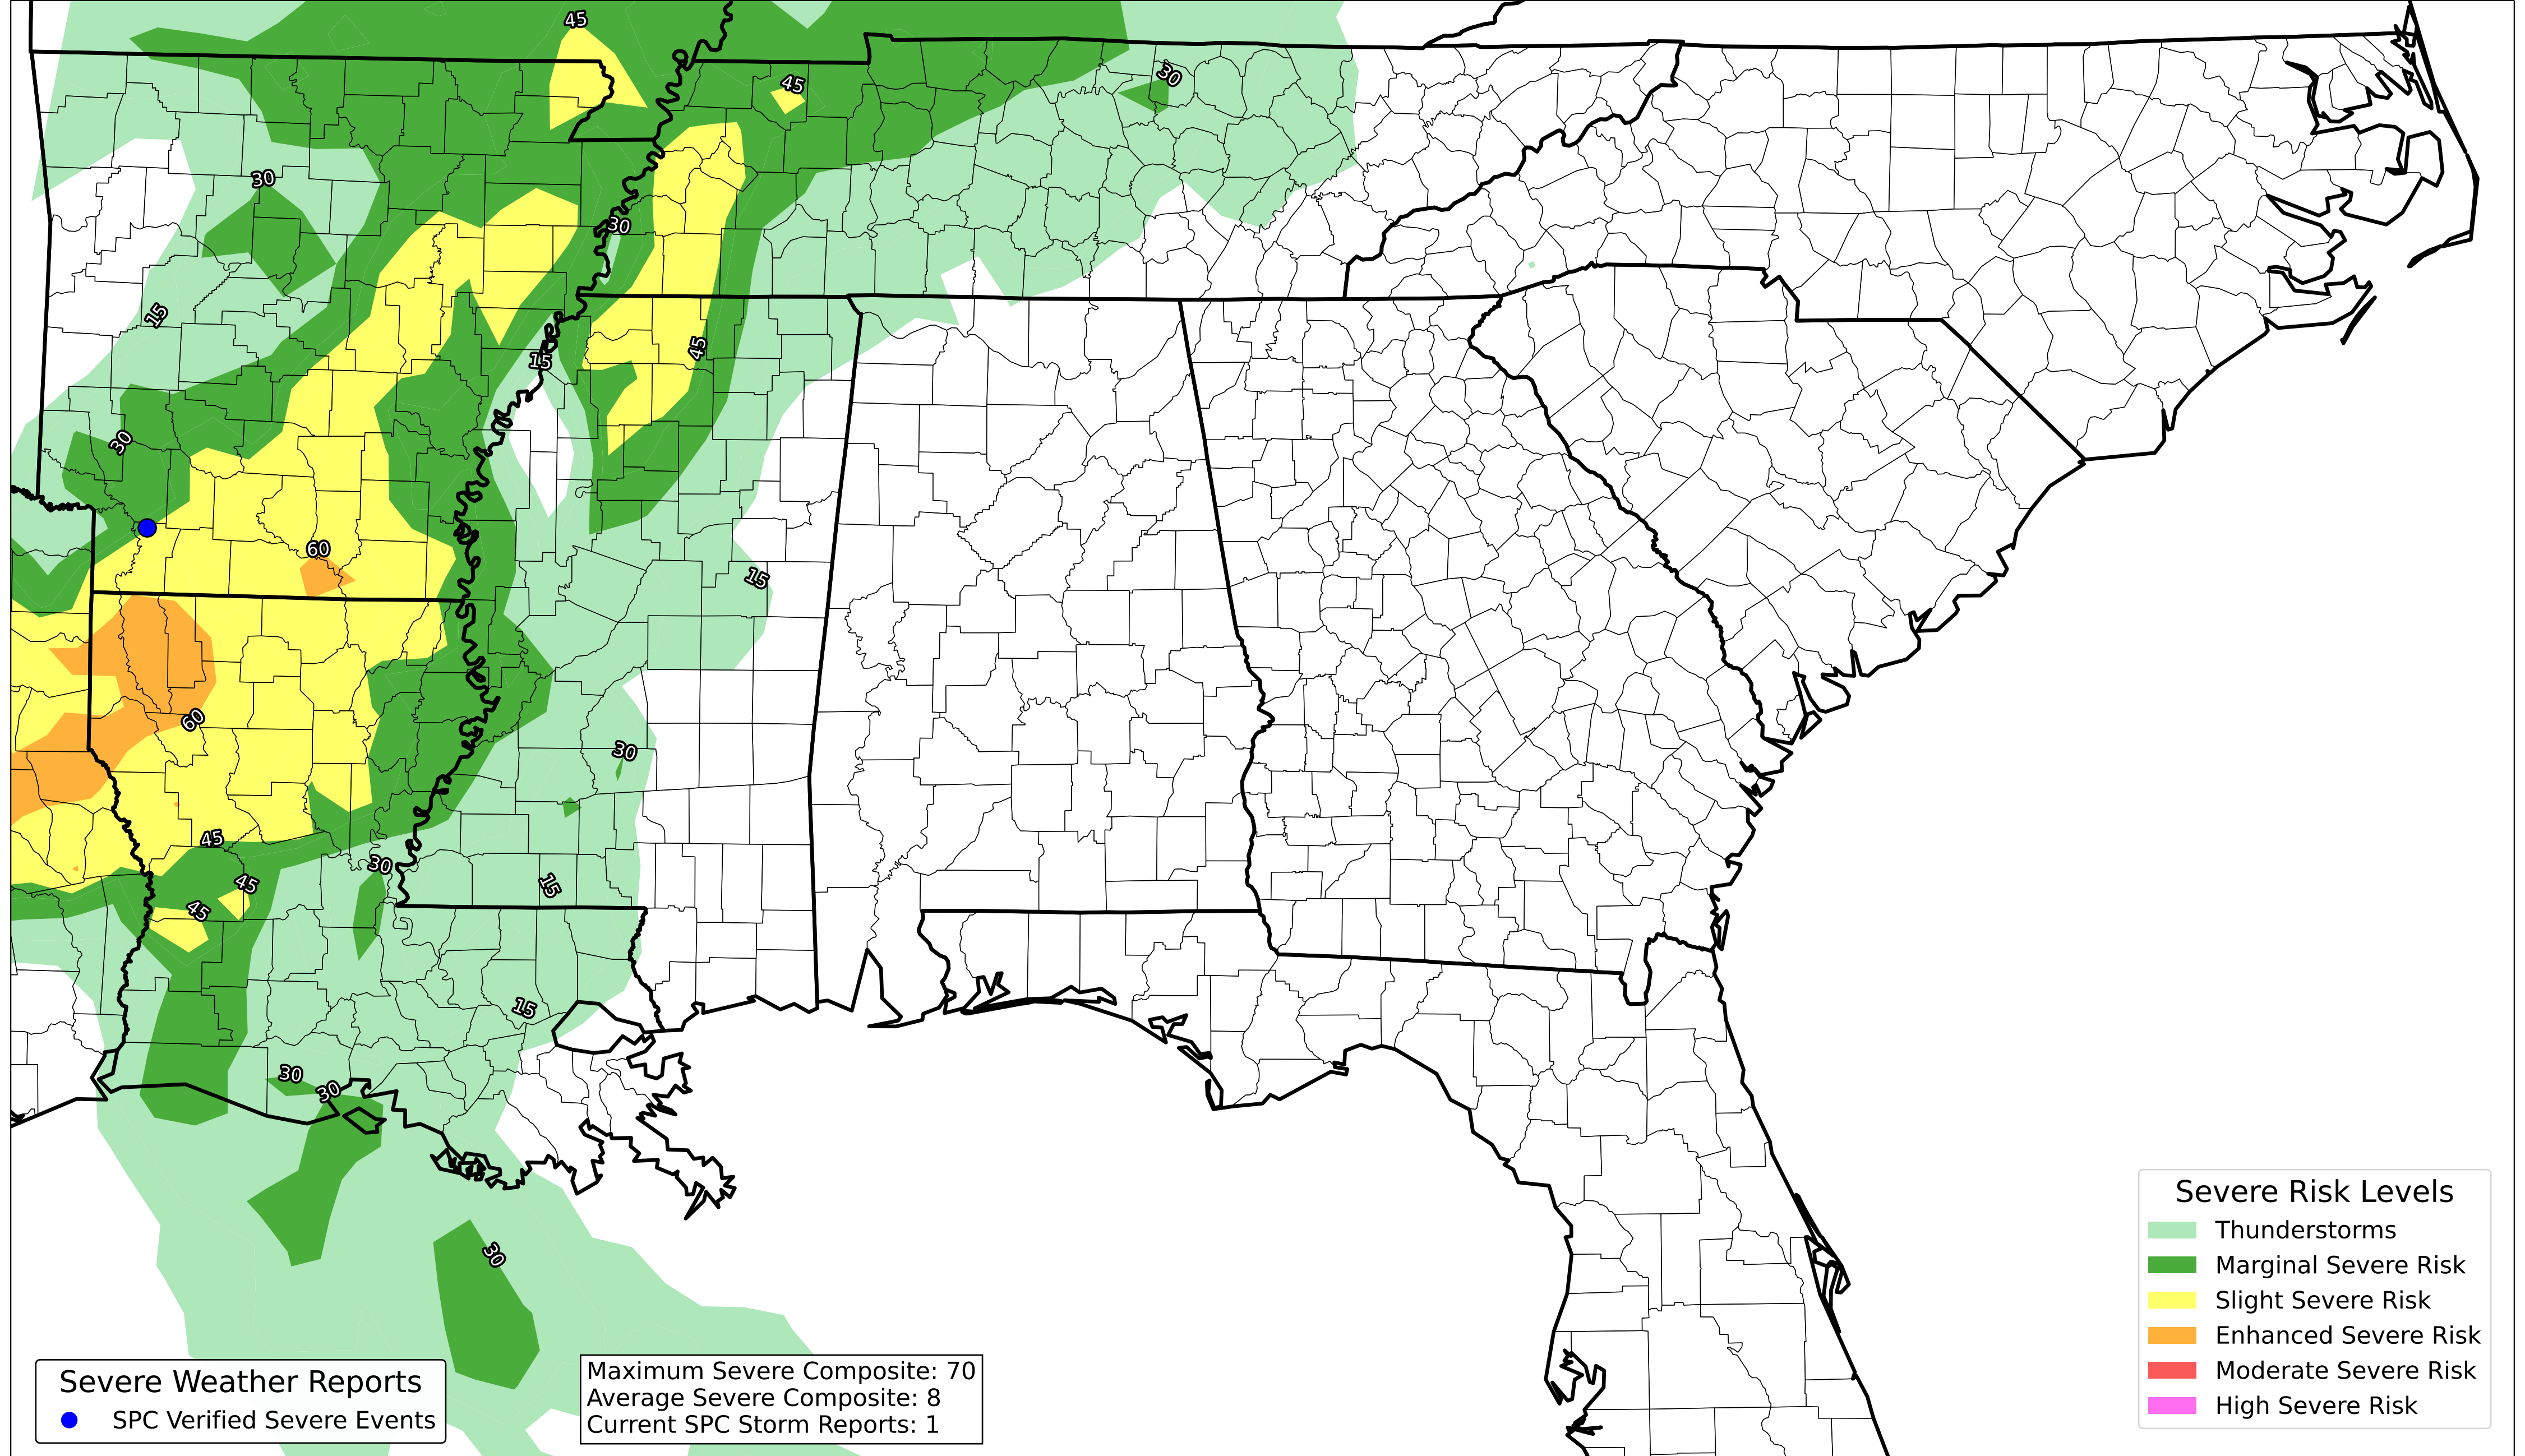 45
45
30
30
30
15
45
15
30
60
15
60
30
45
30
45
15
45
15
30
30
30
Severe Risk Levels
Thunderstorms
Marginal Severe Risk
Slight Severe Risk
Enhanced Severe Risk
Moderate Severe Risk
High Severe Risk
Severe Weather Reports
SPC Verified Severe Events
Maximum Severe Composite: 70
Average Severe Composite: 8
Current SPC Storm Reports: 1